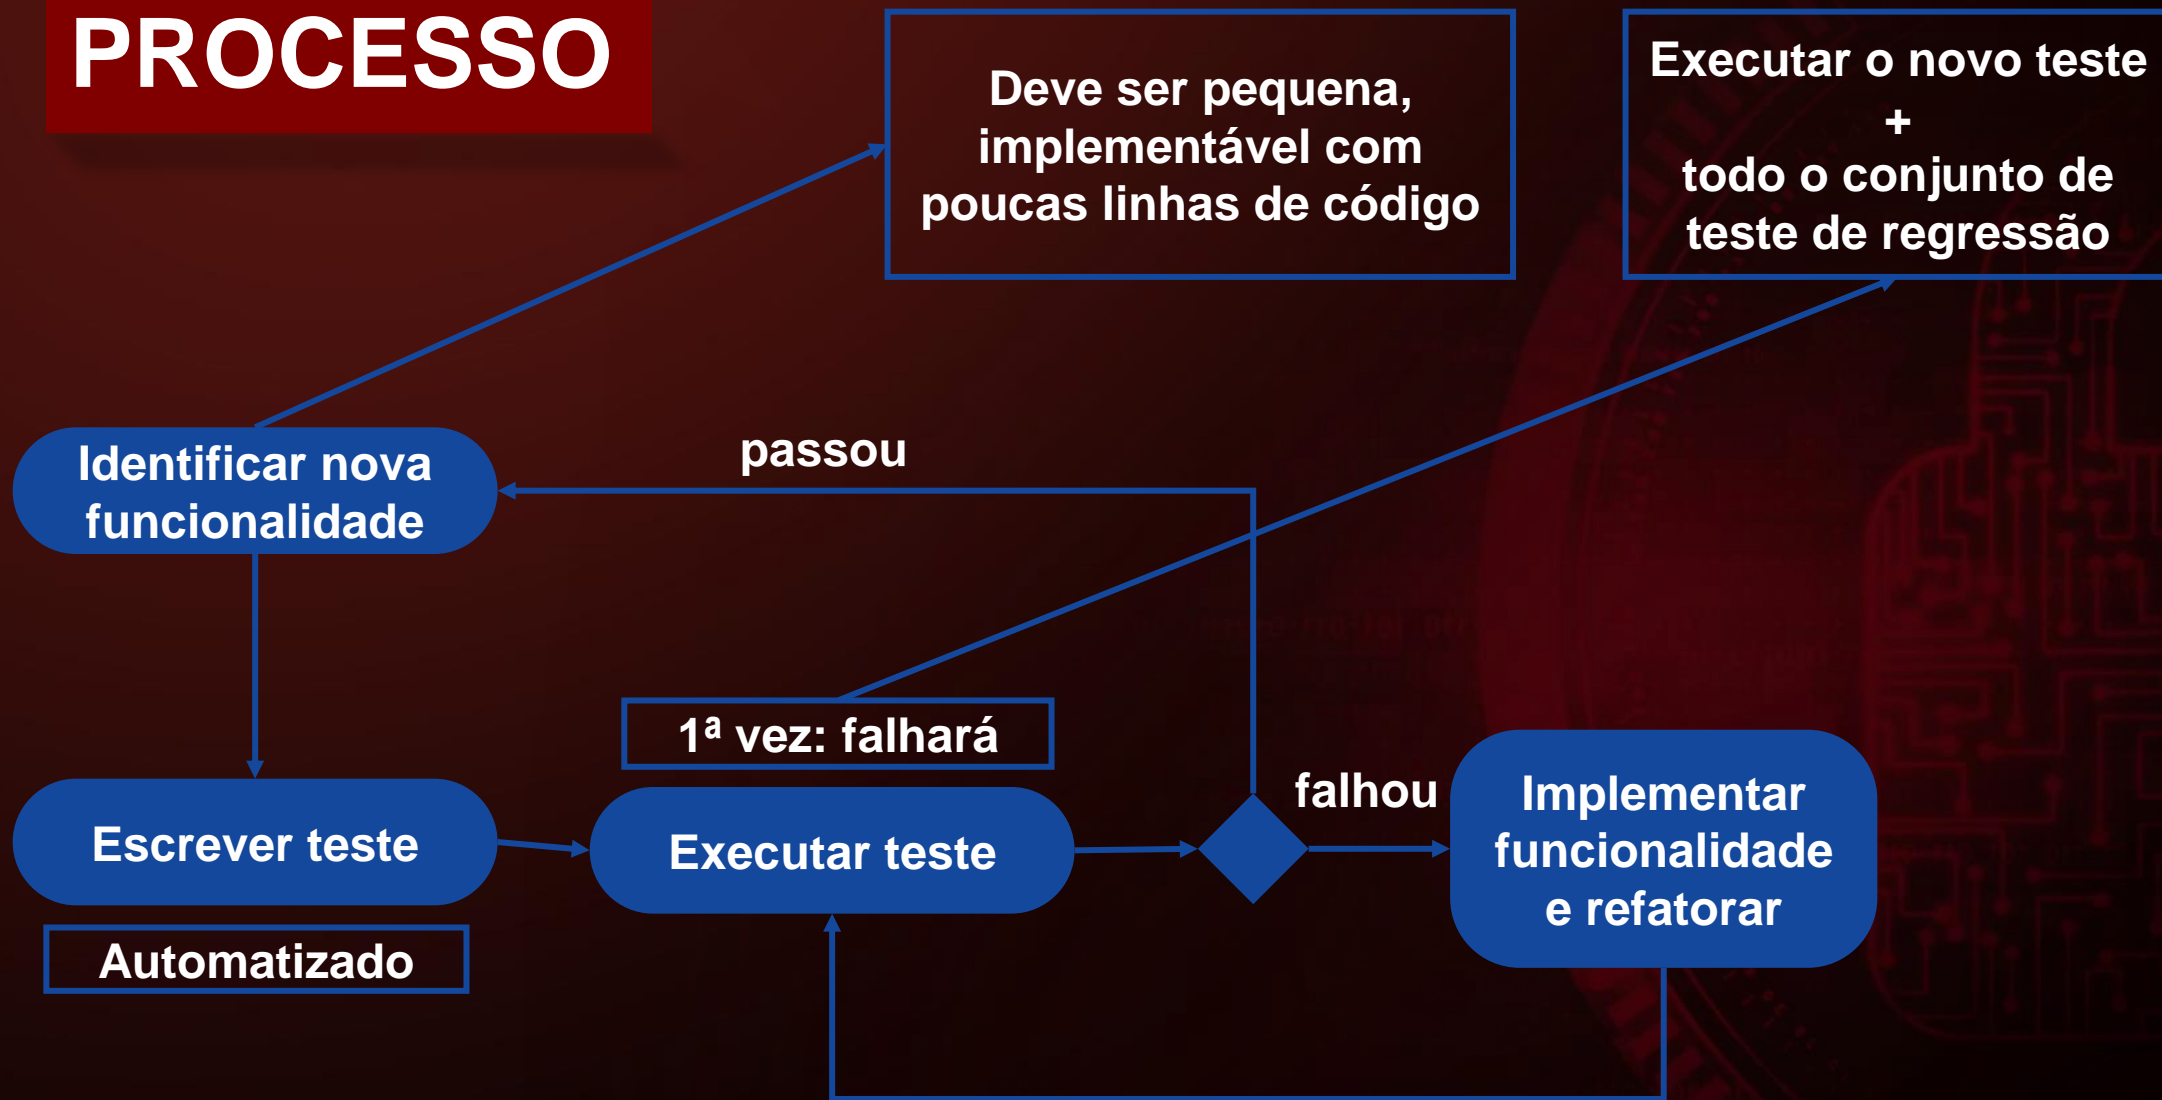 PROCESSO
Deve ser pequena,
implementável com
poucas linhas de código
Executar o novo teste
+
todo o conjunto de
teste de regressão
Identificar nova
funcionalidade
passou
1ª vez: falhará
falhou
Implementar
funcionalidade
e refatorar
Escrever teste
Executar teste
Automatizado